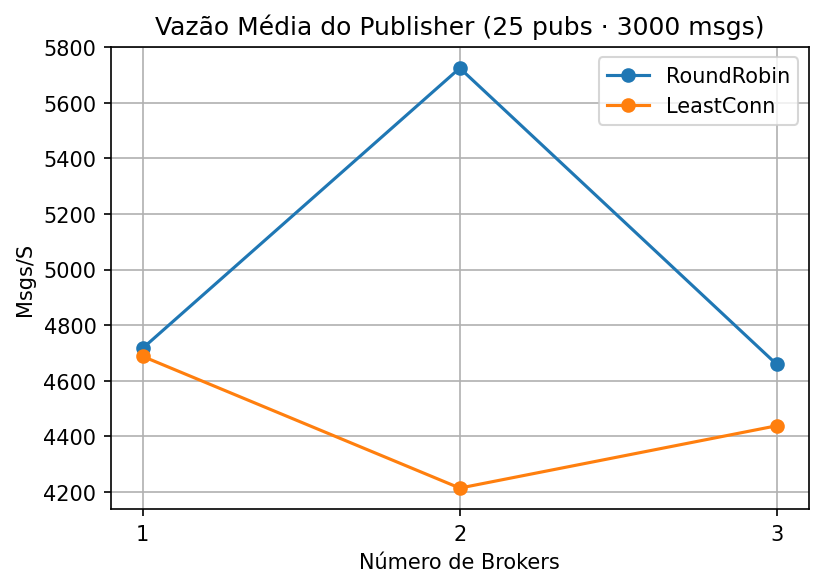 Vazão Média do Publisher (25 pubs · 3000 msgs)
5800
5600
5400
5200
5000
4800
4600
4400
4200
Msgs/S
RoundRobin
LeastConn
1
2
3
Número de Brokers